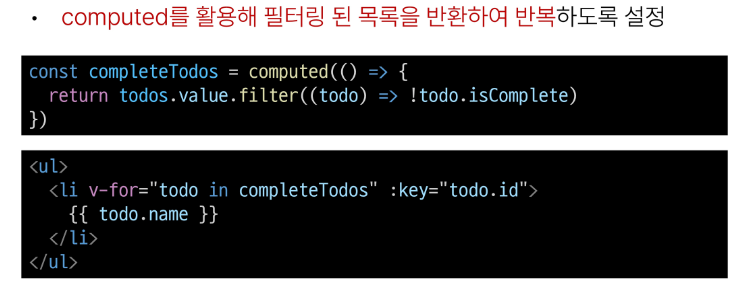 • computed를 활용해 필터링 된 목록을 반환하여 반복하도록 설정
const completeTodos = computed(() => {
  return todos.value.filter((todo) => !todo.isComplete)
})
<ul>
  <li v-for="todo in completeTodos" :key="todo.id">
    {{ todo.name }}
  </li>
</ul>